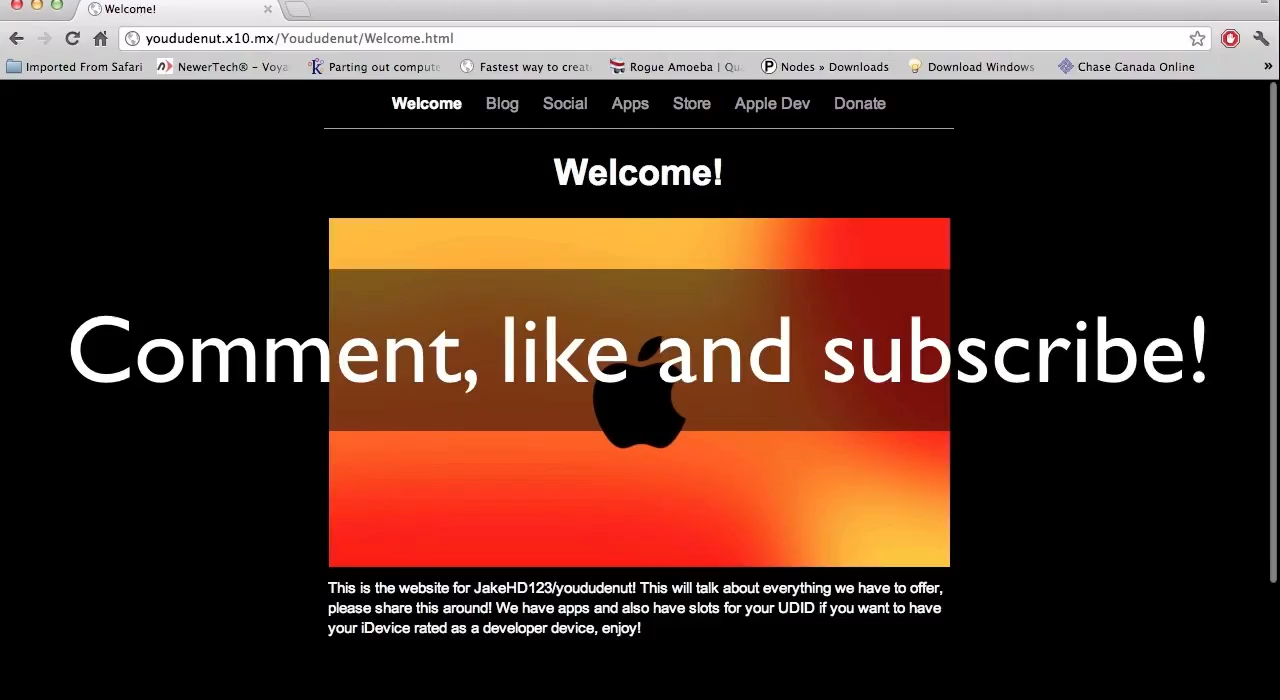 Welcome!
yoududenut.x10.mx/Yoududenut/Welcome.html
Imported From Safari NewerTech® – Voya Parting out compute Fastest way to creat Rogue Amoeba | Qu Nodes » Downloads Download Windows Chase Canada Online »
Welcome Blog Social Apps Store Apple Dev Donate
Welcome!
Comment, like and subscribe!
This is the website for JakeHD123/yoududenut! This will talk about everything we have to offer,
please share this around! We have apps and also have slots for your UDID if you want to have
your iDevice rated as a developer device, enjoy!